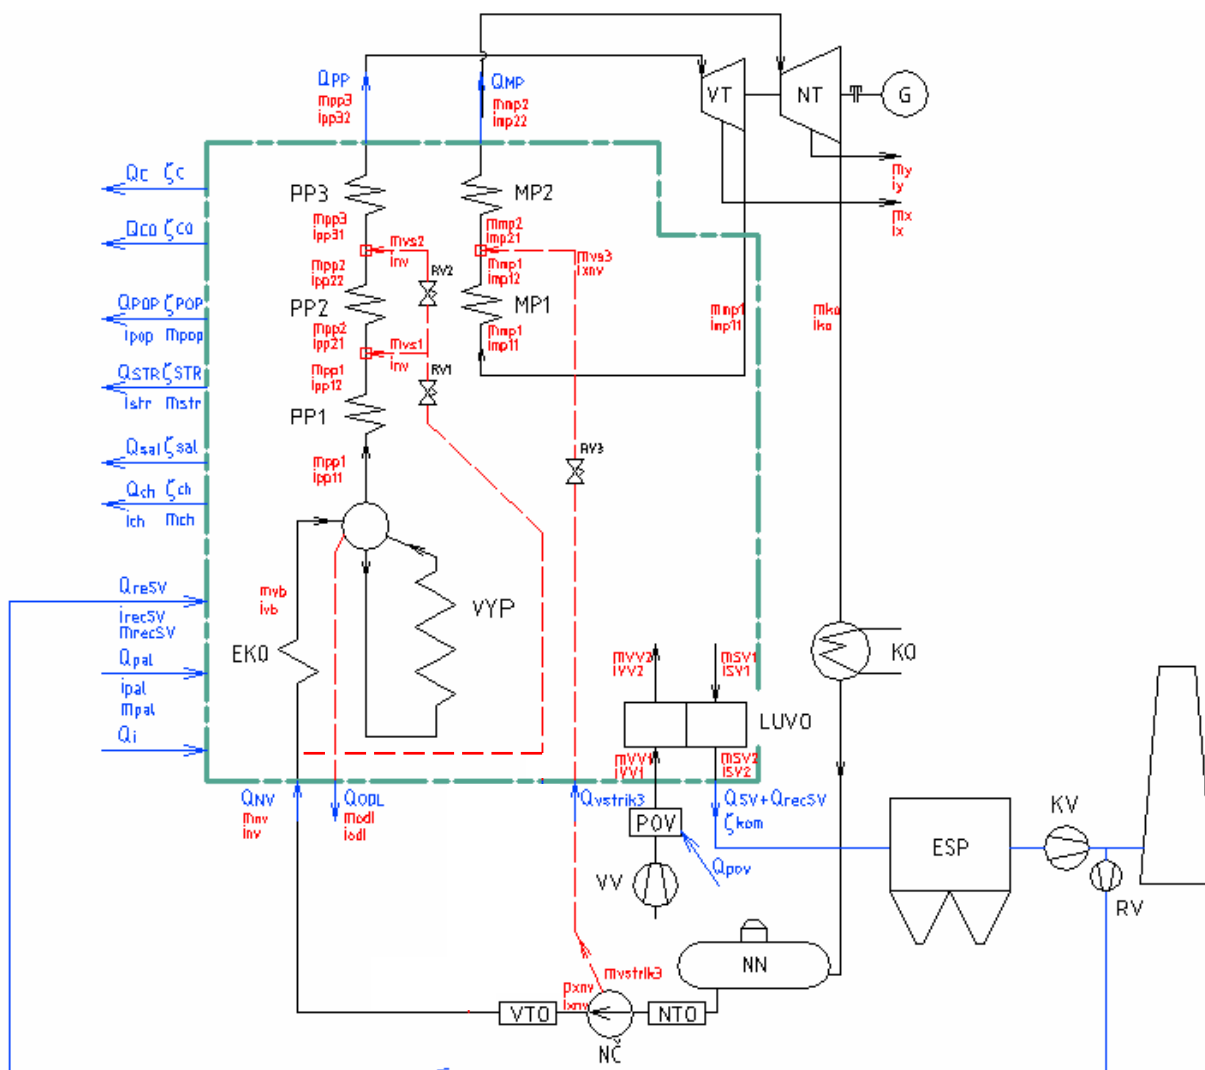 QPP
mpp3
ipp32
QMP
mmp2
imp22
VT
NT
G
my
iy
mx
ix
QC ζC
QCO ζCO
QPOP ζPOP
ipop mpop
QSTR ζSTR
istr mstr
Qsal ζsal
Qch ζch
ich mch
QreSV
irecSV
mrecSV
Qpal
ipal
mpal
Qi
PP3
MP2
mpp3
ipp31
mvs2
inv
mpp2
ipp22
RV2
PP2
mpp2
ipp21
mvs1
inv
RV1
mpp1
ipp12
PP1
mpp1
ipp11
mmp2
imp21
mvs3
ixnv
mmp1
imp12
MP1
mmp1
imp11
mmp1
imp11
mko
iko
RV3
mvb
ivb
EKO
VYP
KO
mVV2
iVV2
mSV1
iSV1
LUVO
mVV1
iVV1
mSV2
iSV2
QNV
mnv
inv
QODL
modl
iodl
Qvstrik3
QSV+QrecSV
ζkom
POV
Qpov
VV
ESP
KV
RV
NN
mvstrik3
pxnv
ixnv
VTO
NTO
NČ